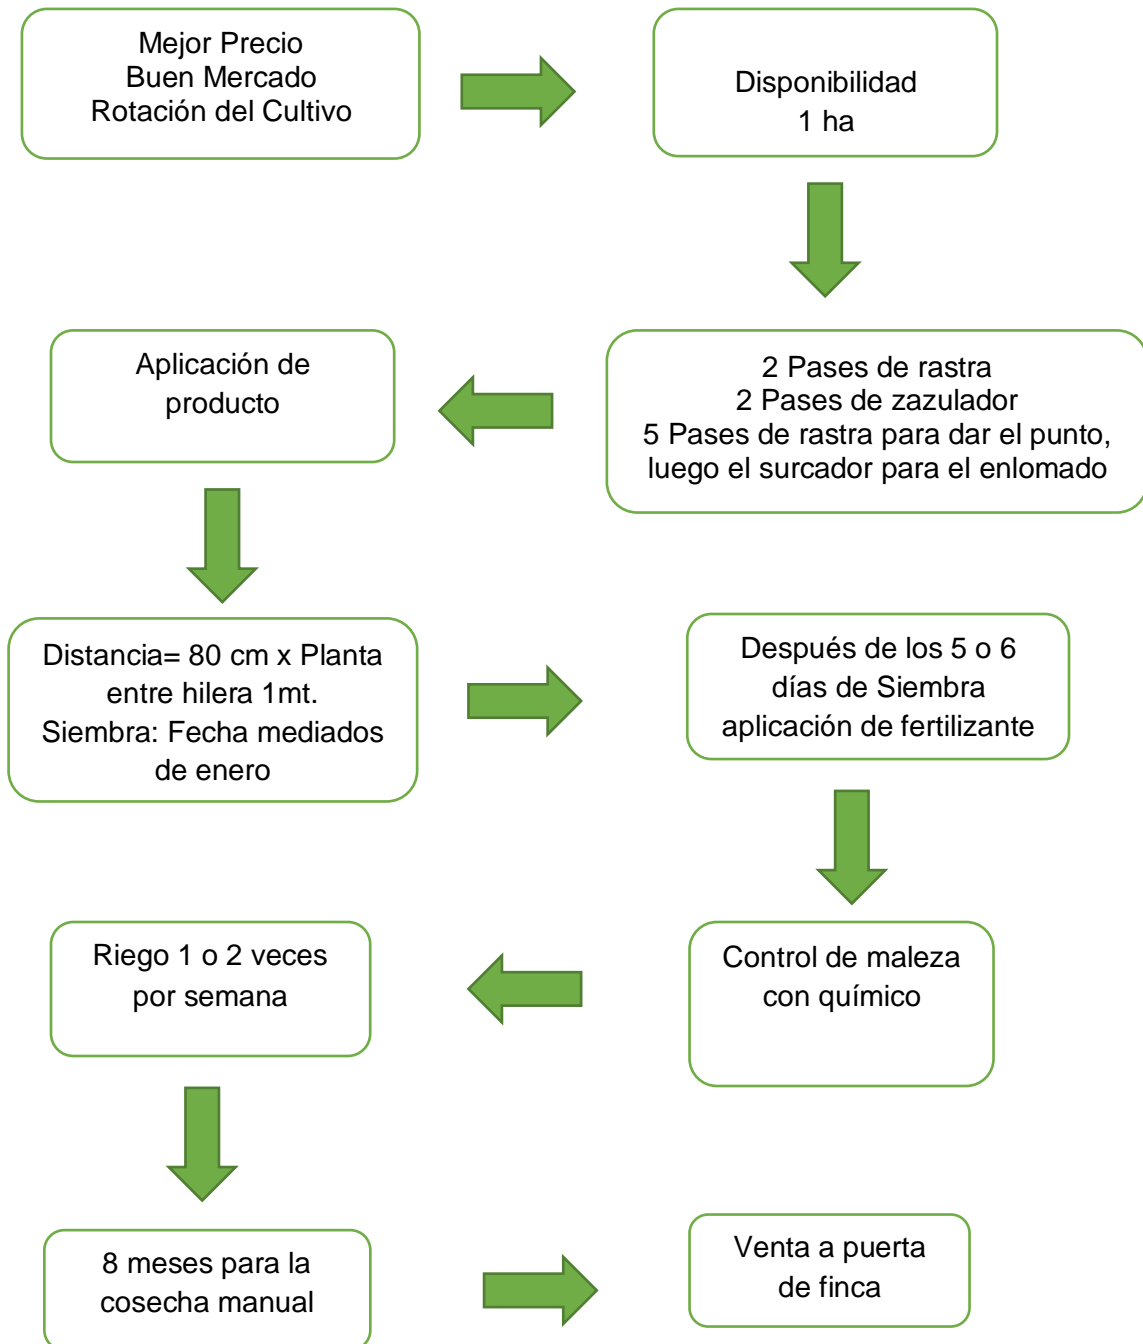 Mejor Precio
Buen Mercado
Rotación del Cultivo
Disponibilidad
1 ha
2 Pases de rastra
2 Pases de zazulador
5 Pases de rastra para dar el punto,
luego el surcador para el enlomado
Aplicación de
producto
Distancia= 80 cm x Planta
entre hilera 1mt.
Siembra: Fecha mediados
de enero
Después de los 5 o 6
días de Siembra
aplicación de fertilizante
Control de maleza
con químico
Riego 1 o 2 veces
por semana
8 meses para la
cosecha manual
Venta a puerta
de finca